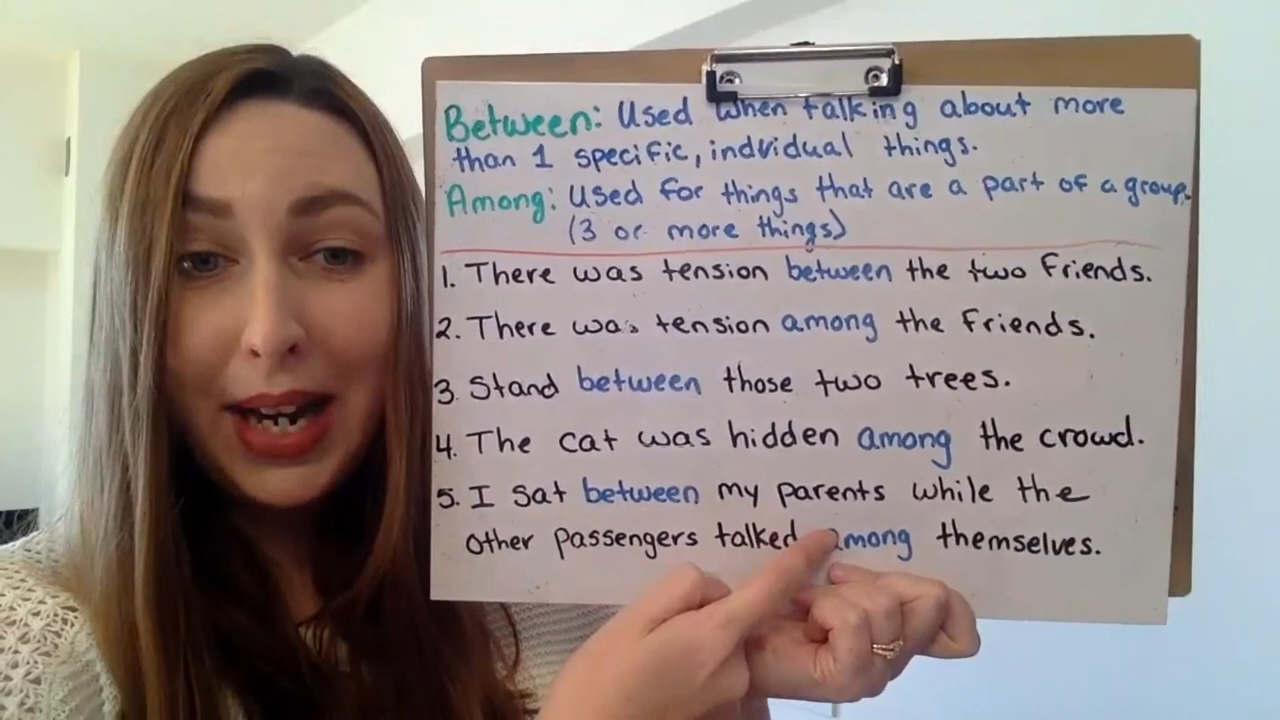 Between: Used when talking about more
than 1 specific, indvidual things.
Among: Used for things that are a part of a group.
(3 or more things)
1. There was tension between the two friends.
2. There was tension among the friends.
3. Stand between those two trees.
4. The cat was hidden among the crowd.
5. I sat between my parents while the
other passengers talked among themselves.